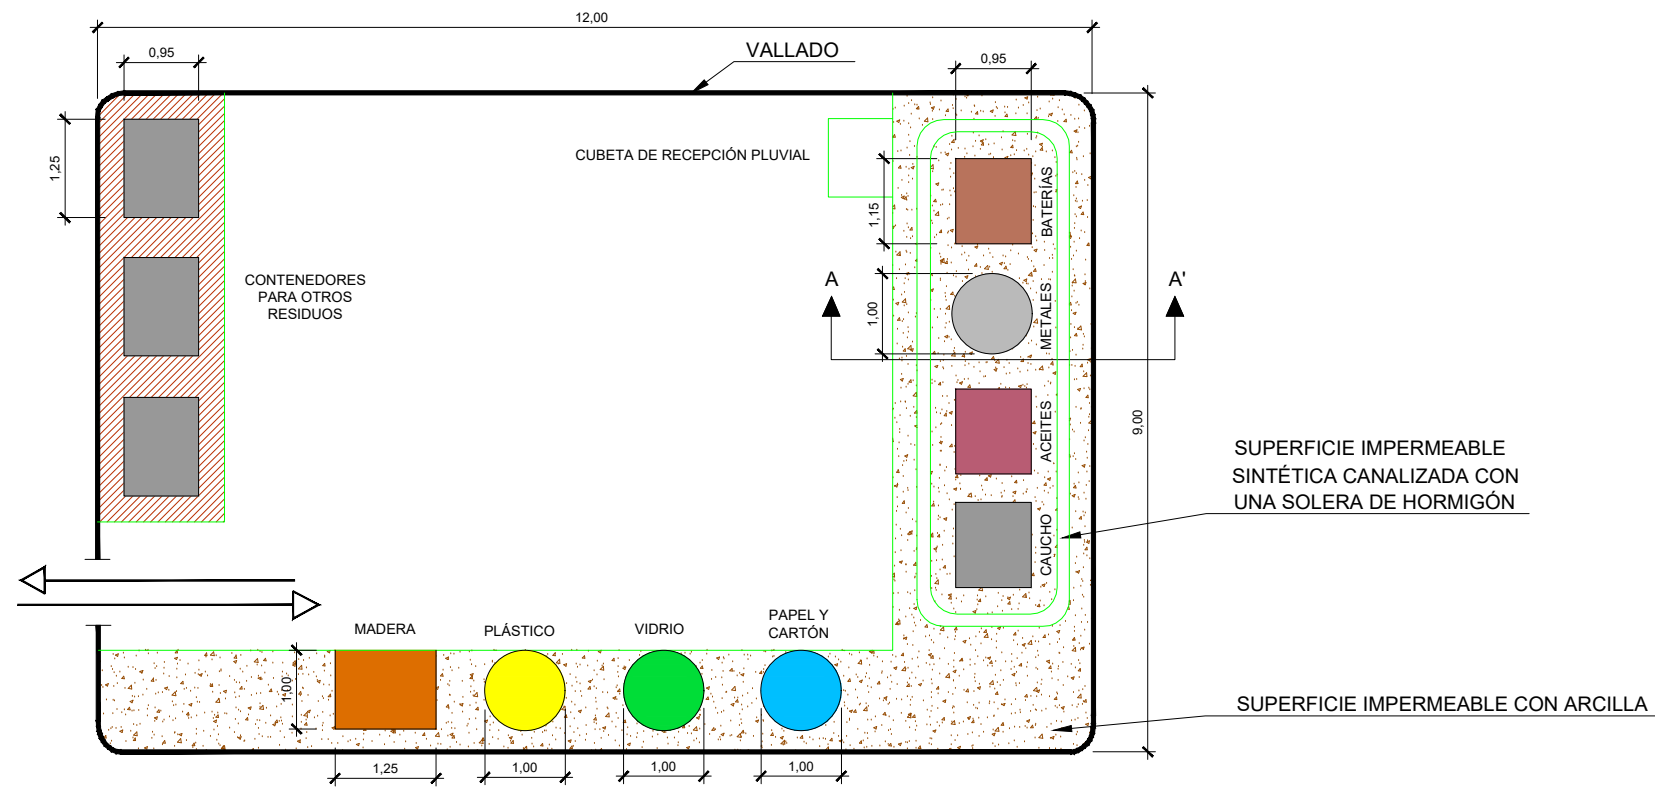 12,00
0,95
VALLADO
0,95
1,25
CUBETA DE RECEPCIÓN PLUVIAL
BATERÍAS
1,15
CONTENEDORES
PARA OTROS
RESIDUOS
A
A'
1,00
METALES
9,00
ACEITES
SUPERFICIE IMPERMEABLE
SINTÉTICA CANALIZADA CON
UNA SOLERA DE HORMIGÓN
CAUCHO
MADERA
PLÁSTICO
VIDRIO
PAPEL Y
CARTÓN
1,00
SUPERFICIE IMPERMEABLE CON ARCILLA
1,25
1,00
1,00
1,00